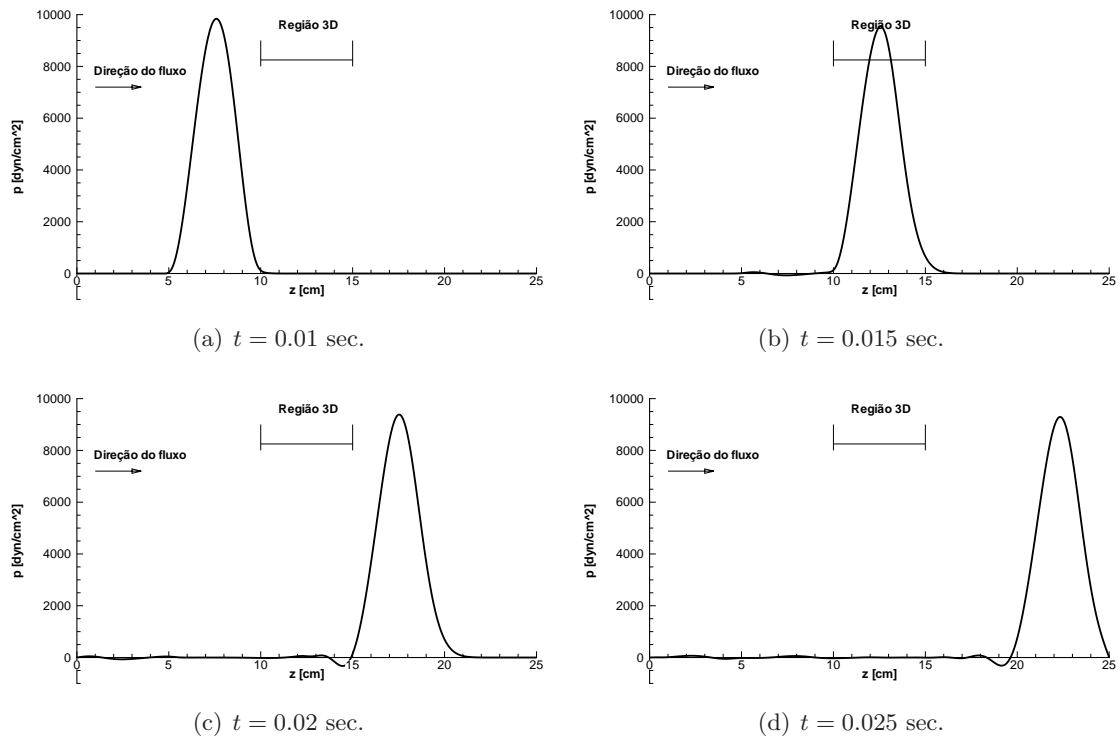 10000
Região 3D
8000
Direção do fluxo
6000
p [dyn/cm^2]
4000
2000
0
0 5 10 15 20 25
z [cm]
(a) t = 0.01 sec.
10000
Região 3D
8000
Direção do fluxo
6000
p [dyn/cm^2]
4000
2000
0
0 5 10 15 20 25
z [cm]
(b) t = 0.015 sec.
10000
Região 3D
8000
Direção do fluxo
6000
p [dyn/cm^2]
4000
2000
0
0 5 10 15 20 25
z [cm]
(c) t = 0.02 sec.
10000
Região 3D
8000
Direção do fluxo
6000
p [dyn/cm^2]
4000
2000
0
0 5 10 15 20 25
z [cm]
(d) t = 0.025 sec.